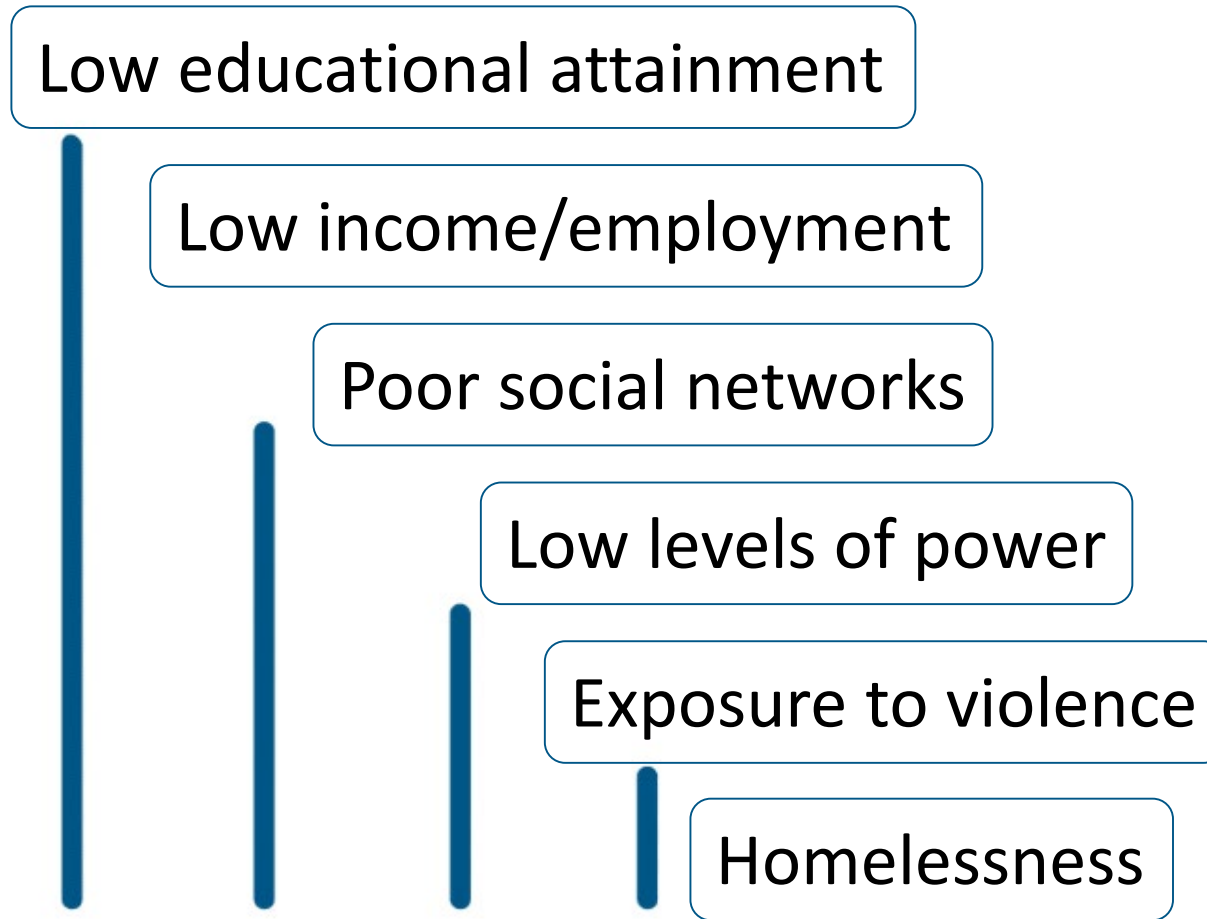 Low educational attainment
Low income/employment
Poor social networks
Low levels of power
Exposure to violence
Homelessness